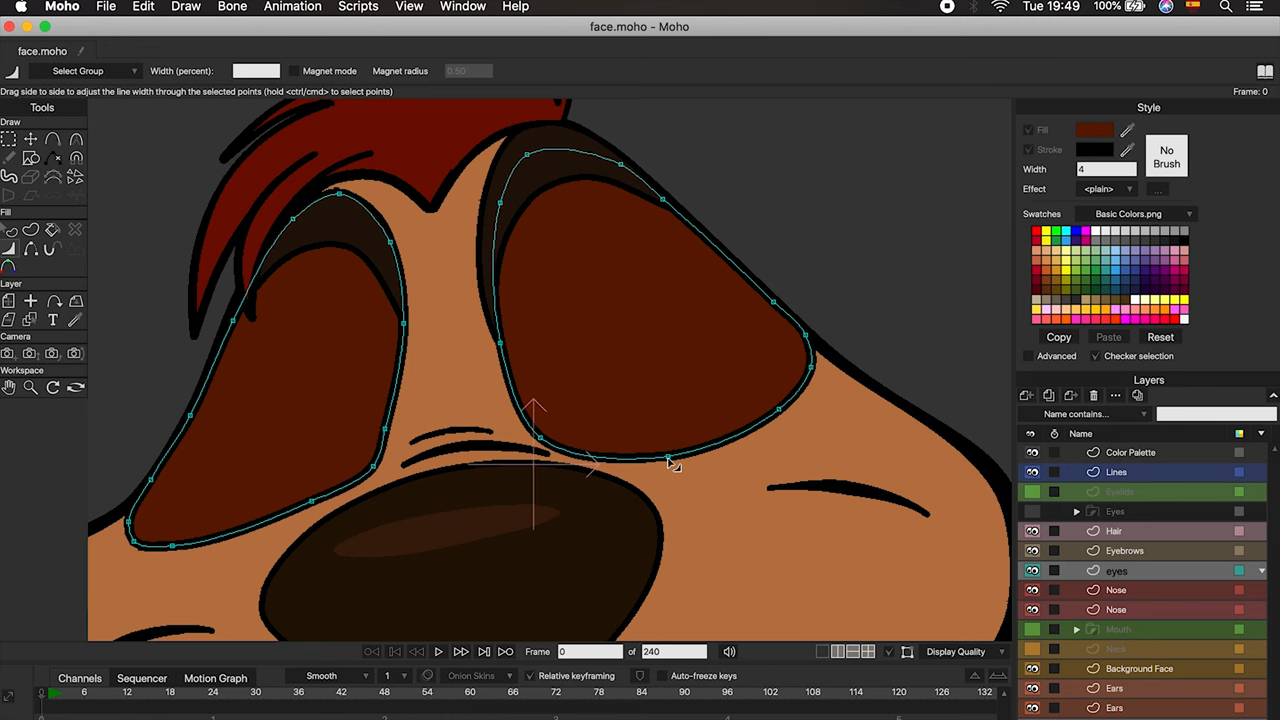 Moho File Edit Draw Bone Animation Scripts View Window Help 100% Tue 19:49
face.moho - Moho
face.moho
Select Group Width (percent): Magnet mode Magnet radius 0.50
Drag side to side to adjust the line width through the selected points (hold <ctrl/cmd> to select points) Frame: 0
Tools
Draw
Fill
Layer
Camera
Workspace
Style
Fill
Stroke
No Brush
Width 4
Effect <plain> ...
Swatches Basic Colors.png
Copy Paste Reset
Advanced Checker selection
Layers
Name contains...
Name
Color Palette
Lines
Eyelids
Eyes
Hair
Eyebrows
eyes
Nose
Nose
Mouth
Neck
Background Face
Ears
Ears
Frame 0 of 240 Display Quality
Channels Sequencer Motion Graph Smooth 1 Onion Skins Relative keyframing Auto-freeze keys
0 6 12 18 24 30 36 42 48 54 60 66 72 78 84 90 96 102 108 114 120 126 132